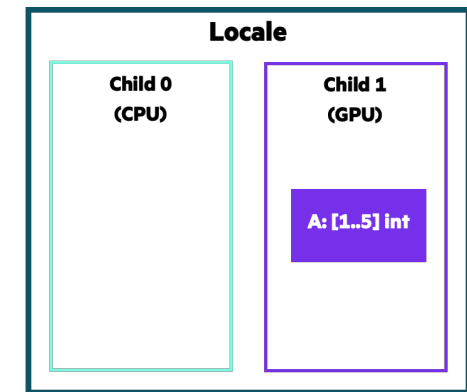 Locale
Child 0
(CPU)
Child 1
(GPU)
A: [1..5] int